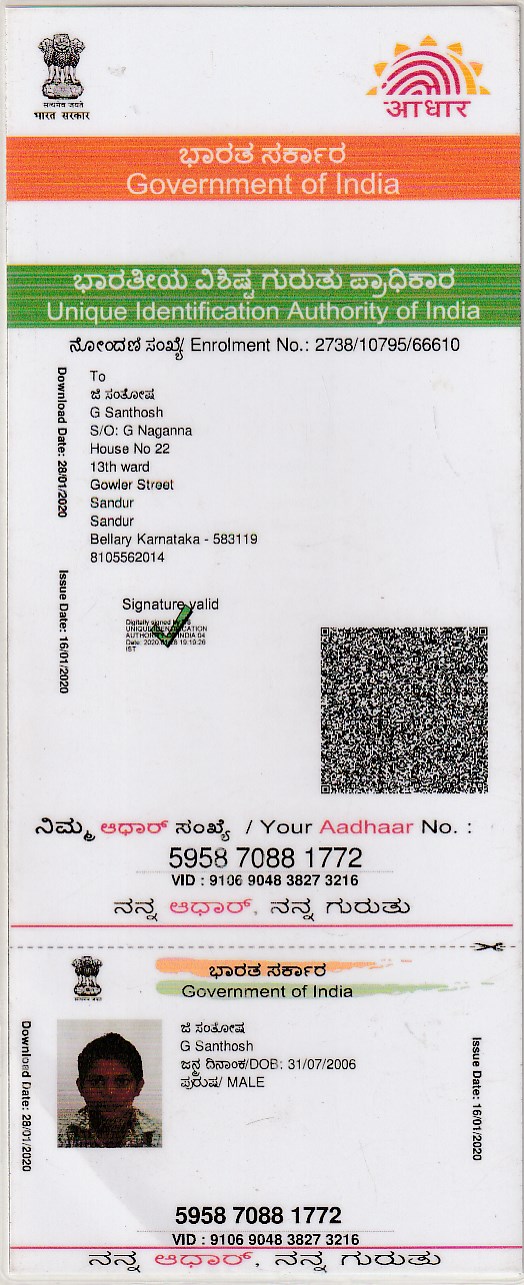 सत्यमेव जयते
भारत सरकार
आधार
ಭಾರತ ಸರ್ಕಾರ
Government of India
ಭಾರತೀಯ ವಿಶಿಷ್ಟ ಗುರುತು ಪ್ರಾಧಿಕಾರ
Unique Identification Authority of India
ನೋಂದಣಿ ಸಂಖ್ಯೆ/ Enrolment No.: 2738/10795/66610
Download Date: 28/01/2020
To
ಜಿ ಸಂತೋಷ
G Santhosh
S/O: G Naganna
House No 22
13th ward
Gowler Street
Sandur
Sandur
Bellary Karnataka - 583119
8105562014
Issue Date: 16/01/2020
Signature valid
Digitally signed by
UNIQUE IDENTIFICATION
AUTHORITY OF INDIA 04
Date: 2020.01.28 19:19:26
IST
ನಿಮ್ಮ ಆಧಾರ್ ಸಂಖ್ಯೆ / Your Aadhaar No. :
5958 7088 1772
VID : 9106 9048 3827 3216
ನನ್ನ ಆಧಾರ್, ನನ್ನ ಗುರುತು
ಭಾರತ ಸರ್ಕಾರ
Government of India
Download Date: 28/01/2020
ಜಿ ಸಂತೋಷ
G Santhosh
ಜನ್ಮ ದಿನಾಂಕ/DOB: 31/07/2006
ಪುರುಷ/ MALE
Issue Date: 16/01/2020
5958 7088 1772
VID : 9106 9048 3827 3216
ನನ್ನ ಆಧಾರ್, ನನ್ನ ಗುರುತು